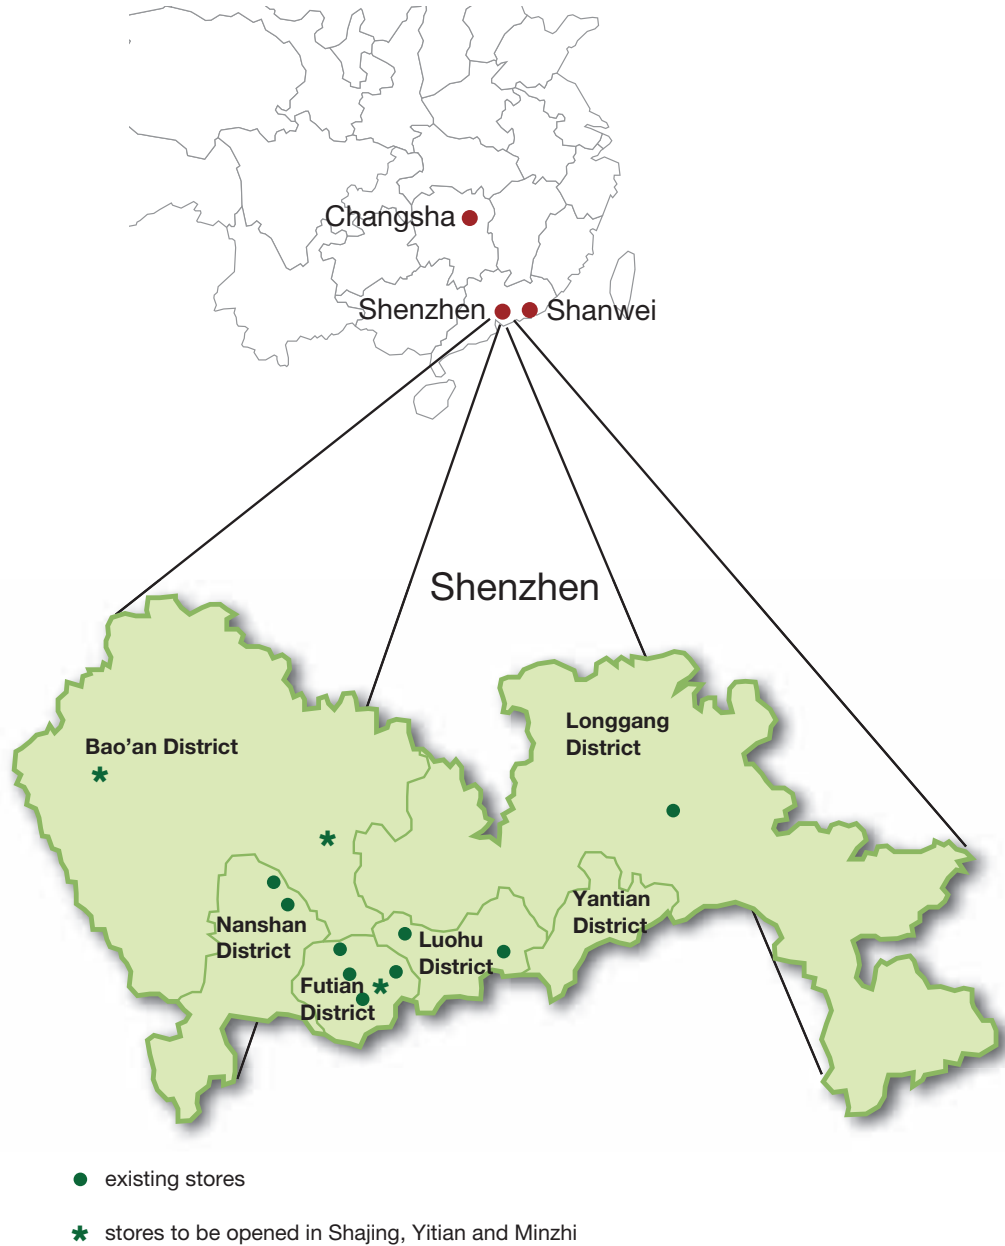 Changsha
Shenzhen
Shanwei
Shenzhen
Longgang
District
Bao’an District
Yantian
District
Nanshan
District
Luohu
District
Futian
District
existing stores
* stores to be opened in Shajing, Yitian and Minzhi